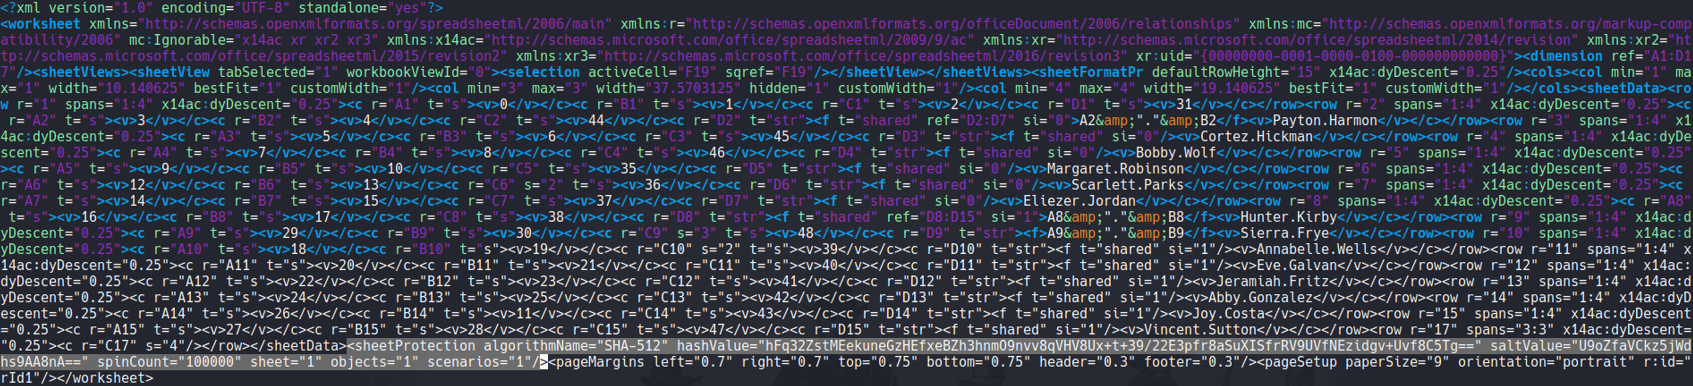 <?xml version="1.0" encoding="UTF-8" standalone="yes"?>
<worksheet xmlns="http://schemas.openxmlformats.org/spreadsheetml/2006/main" xmlns:r="http://schemas.openxmlformats.org/officeDocument/2006/relationships" xmlns:mc="http://schemas.openxmlformats.org/markup-comp
atibility/2006" mc:Ignorable="x14ac xr xr2 xr3" xmlns:x14ac="http://schemas.microsoft.com/office/spreadsheetml/2009/9/ac" xmlns:xr="http://schemas.microsoft.com/office/spreadsheetml/2014/revision" xmlns:xr2="ht
tp://schemas.microsoft.com/office/spreadsheetml/2015/revision2" xmlns:xr3="http://schemas.microsoft.com/office/spreadsheetml/2016/revision3" xr:uid="{00000000-0001-0000-0100-000000000000}"><dimension ref="A1:D1
7"/><sheetViews><sheetView tabSelected="1" workbookViewId="0"><selection activeCell="F19" sqref="F19"/></sheetView></sheetViews><sheetFormatPr defaultRowHeight="15" x14ac:dyDescent="0.25"/><cols><col min="1" ma
x="1" width="10.140625" bestFit="1" customWidth="1"/><col min="3" max="3" width="37.5703125" hidden="1" customWidth="1"/><col min="4" max="4" width="19.140625" bestFit="1" customWidth="1"/></cols><sheetData><ro
w r="1" spans="1:4" x14ac:dyDescent="0.25"><c r="A1" t="s"><v>0</v></c><c r="B1" t="s"><v>1</v></c><c r="C1" t="s"><v>2</v></c><c r="D1" t="s"><v>31</v></c></row><row r="2" spans="1:4" x14ac:dyDescent="0.25"><c
 r="A2" t="s"><v>3</v></c><c r="B2" t="s"><v>4</v></c><c r="C2" t="s"><v>44</v></c><c r="D2" t="str"><f t="shared" ref="D2:D7" si="0">A2&amp;"."&amp;B2</f><v>Payton.Harmon</v></c></row><row r="3" spans="1:4" x1
4ac:dyDescent="0.25"><c r="A3" t="s"><v>5</v></c><c r="B3" t="s"><v>6</v></c><c r="C3" t="s"><v>45</v></c><c r="D3" t="str"><f t="shared" si="0"/><v>Cortez.Hickman</v></c></row><row r="4" spans="1:4" x14ac:dyDe
scent="0.25"><c r="A4" t="s"><v>7</v></c><c r="B4" t="s"><v>8</v></c><c r="C4" t="s"><v>46</v></c><c r="D4" t="str"><f t="shared" si="0"/><v>Bobby.Wolf</v></c></row><row r="5" spans="1:4" x14ac:dyDescent="0.25"
><c r="A5" t="s"><v>9</v></c><c r="B5" t="s"><v>10</v></c><c r="C5" t="s"><v>35</v></c><c r="D5" t="str"><f t="shared" si="0"/><v>Margaret.Robinson</v></c></row><row r="6" spans="1:4" x14ac:dyDescent="0.25"><c 
r="A6" t="s"><v>12</v></c><c r="B6" t="s"><v>13</v></c><c r="C6" s="2" t="s"><v>36</v></c><c r="D6" t="str"><f t="shared" si="0"/><v>Scarlett.Parks</v></c></row><row r="7" spans="1:4" x14ac:dyDescent="0.25"><c 
r="A7" t="s"><v>14</v></c><c r="B7" t="s"><v>15</v></c><c r="C7" t="s"><v>37</v></c><c r="D7" t="str"><f t="shared" si="0"/><v>Eliezer.Jordan</v></c></row><row r="8" spans="1:4" x14ac:dyDescent="0.25"><c r="A8"
 t="s"><v>16</v></c><c r="B8" t="s"><v>17</v></c><c r="C8" t="s"><v>38</v></c><c r="D8" t="str"><f t="shared" ref="D8:D15" si="1">A8&amp;"."&amp;B8</f><v>Hunter.Kirby</v></c></row><row r="9" spans="1:4" x14ac:d
yDescent="0.25"><c r="A9" t="s"><v>29</v></c><c r="B9" t="s"><v>30</v></c><c r="C9" s="3" t="s"><v>48</v></c><c r="D9" t="str"><f>A9&amp;"."&amp;B9</f><v>Sierra.Frye</v></c></row><row r="10" spans="1:4" x14ac:d
yDescent="0.25"><c r="A10" t="s"><v>18</v></c><c r="B10" t="s"><v>19</v></c><c r="C10" s="2" t="s"><v>39</v></c><c r="D10" t="str"><f t="shared" si="1"/><v>Annabelle.Wells</v></c></row><row r="11" spans="1:4" x
14ac:dyDescent="0.25"><c r="A11" t="s"><v>20</v></c><c r="B11" t="s"><v>21</v></c><c r="C11" t="s"><v>40</v></c><c r="D11" t="str"><f t="shared" si="1"/><v>Eve.Galvan</v></c></row><row r="12" spans="1:4" x14ac:
dyDescent="0.25"><c r="A12" t="s"><v>22</v></c><c r="B12" t="s"><v>23</v></c><c r="C12" t="s"><v>41</v></c><c r="D12" t="str"><f t="shared" si="1"/><v>Jeramiah.Fritz</v></c></row><row r="13" spans="1:4" x14ac:d
yDescent="0.25"><c r="A13" t="s"><v>24</v></c><c r="B13" t="s"><v>25</v></c><c r="C13" t="s"><v>42</v></c><c r="D13" t="str"><f t="shared" si="1"/><v>Abby.Gonzalez</v></c></row><row r="14" spans="1:4" x14ac:dyD
escent="0.25"><c r="A14" t="s"><v>26</v></c><c r="B14" t="s"><v>11</v></c><c r="C14" t="s"><v>43</v></c><c r="D14" t="str"><f t="shared" si="1"/><v>Joy.Costa</v></c></row><row r="15" spans="1:4" x14ac:dyDescent
="0.25"><c r="A15" t="s"><v>27</v></c><c r="B15" t="s"><v>28</v></c><c r="C15" t="s"><v>47</v></c><c r="D15" t="str"><f t="shared" si="1"/><v>Vincent.Sutton</v></c></row><row r="17" spans="3:3" x14ac:dyDescent=
"0.25"><c r="C17" s="4"/></row></sheetData><sheetProtection algorithmName="SHA-512" hashValue="hFq32ZstMEekuneGzHEfxeBZh3hnmO9nvv8qVHV8Ux+t+39/22E3pfr8aSuXISfrRV9UVfNEzidgv+Uvf8C5Tg==" saltValue="U9oZfaVCkz5jWd
hs9AA8nA==" spinCount="100000" sheet="1" objects="1" scenarios="1"/><pageMargins left="0.7" right="0.7" top="0.75" bottom="0.75" header="0.3" footer="0.3"/><pageSetup paperSize="9" orientation="portrait" r:id="
rId1"/></worksheet>